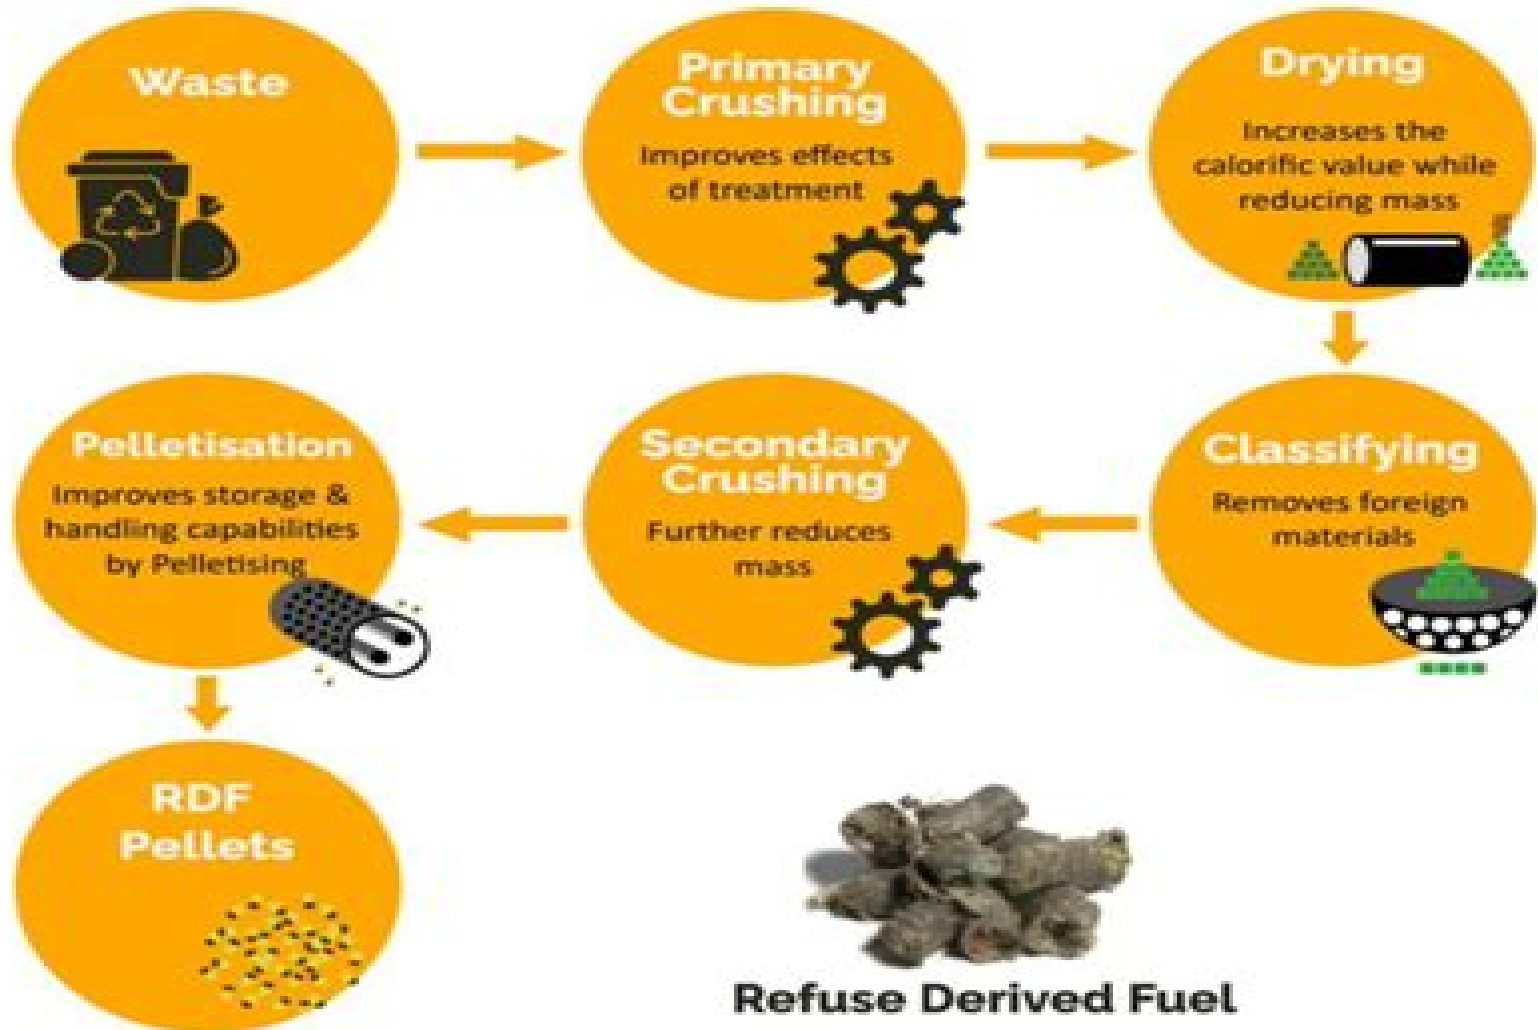 Waste
Primary
Crushing
Improves effects
of treatment
Drying
Increases the
calorific value while
reducing mass
Pelletisation
Improves storage &
handling capabilities
by Pelletising
Secondary
Crushing
Further reduces
mass
Classifying
Removes foreign
materials
RDF
Pellets
Refuse Derived Fuel